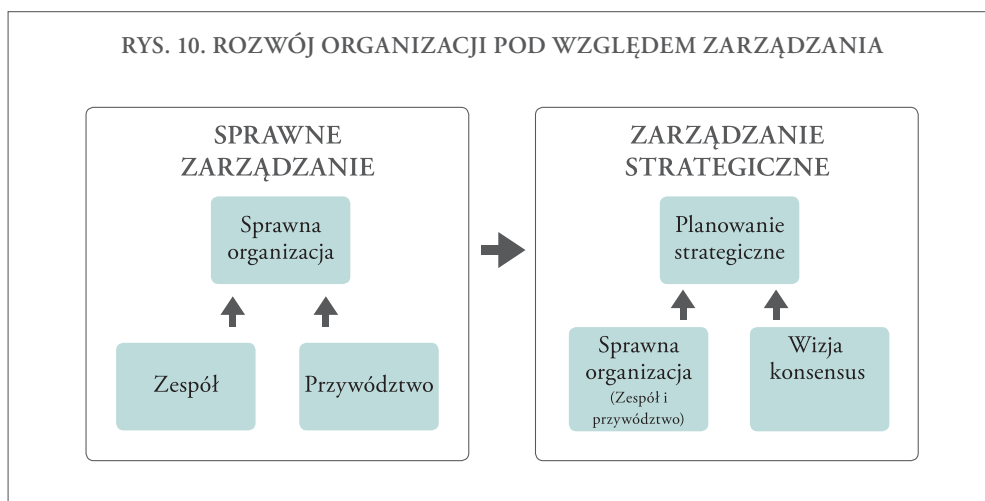 RYS. 10. ROZWÓJ ORGANIZACJI POD WZGLĘDEM ZARZĄDZANIA
SPRAWNE
ZARZĄDZANIE
Sprawna
organizacja
Zespół
Przywództwo
ZARZĄDZANIE
STRATEGICZNE
Planowanie
strategiczne
Sprawna
organizacja
(Zespół i
przywództwo)
Wizja
konsensus